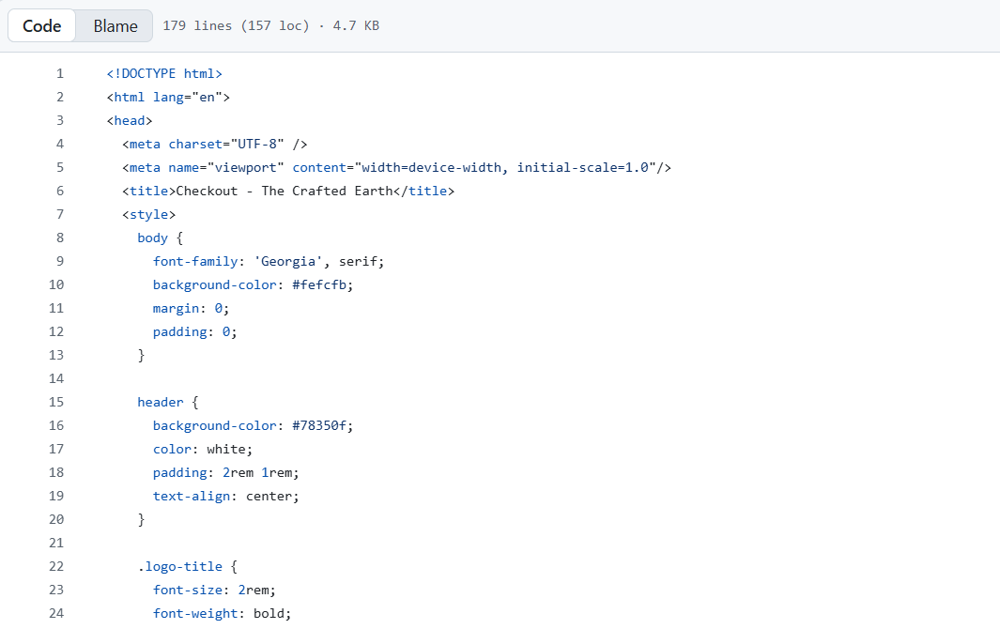 Code Blame 179 lines (157 loc) · 4.7 KB
1 <!DOCTYPE html>
2 <html lang="en">
3 <head>
4 <meta charset="UTF-8" />
5 <meta name="viewport" content="width=device-width, initial-scale=1.0"/>
6 <title>Checkout - The Crafted Earth</title>
7 <style>
8 body {
9 font-family: 'Georgia', serif;
10 background-color: #fefcfb;
11 margin: 0;
12 padding: 0;
13 }
14
15 header {
16 background-color: #78350f;
17 color: white;
18 padding: 2rem 1rem;
19 text-align: center;
20 }
21
22 .logo-title {
23 font-size: 2rem;
24 font-weight: bold;